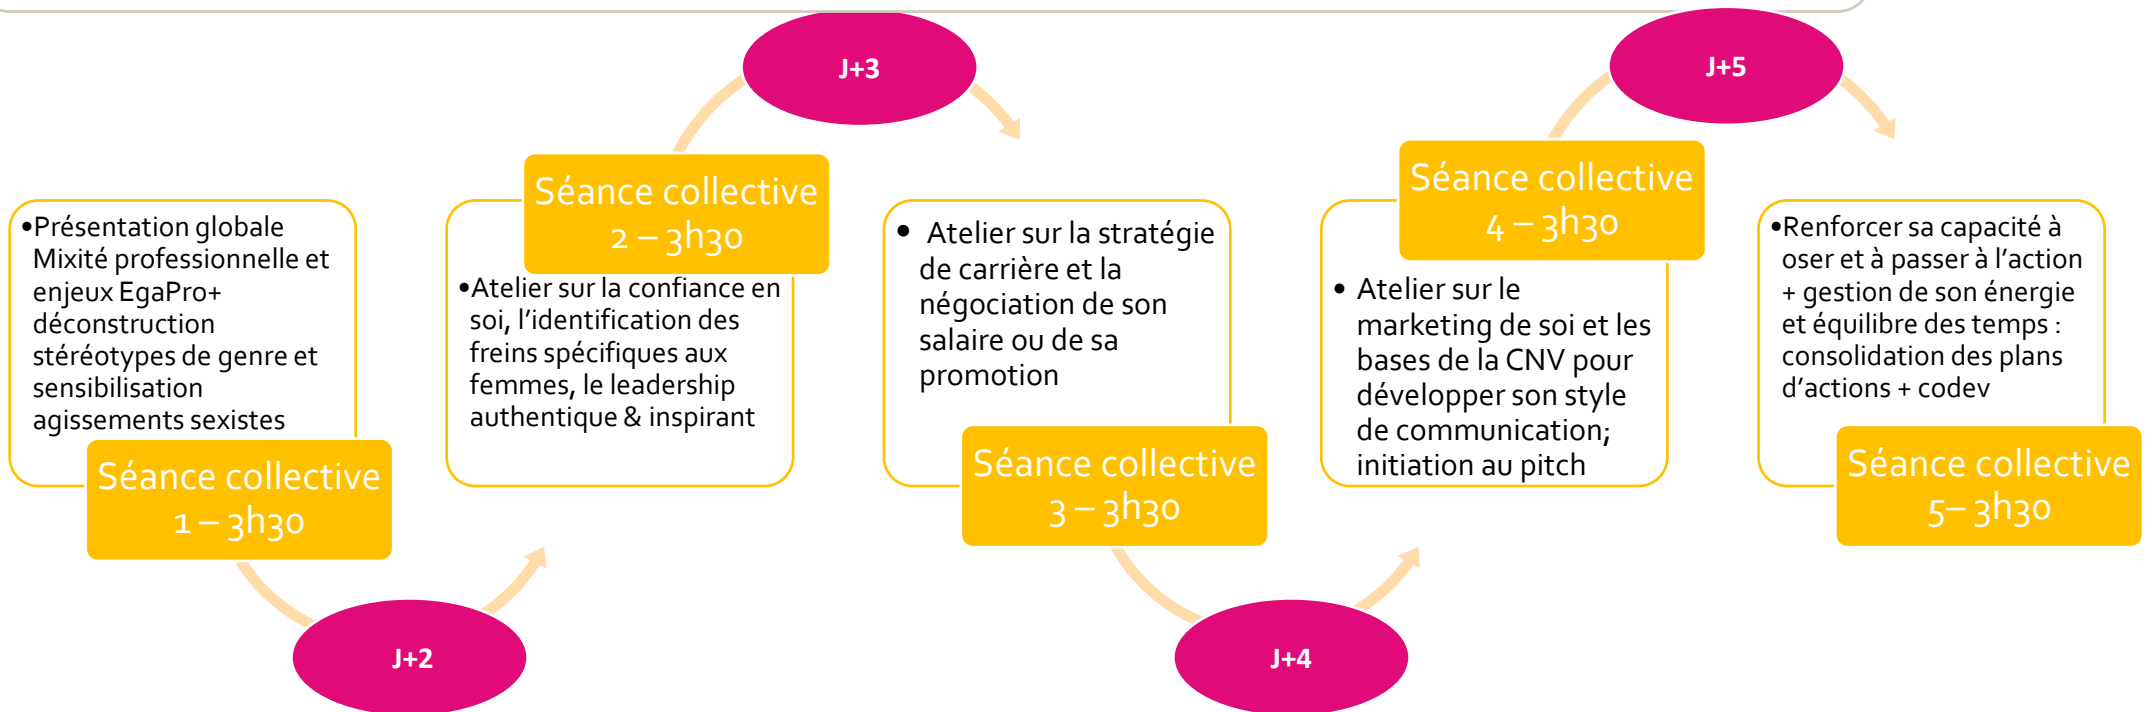 •Présentation globale
Mixité professionnelle et
enjeux EgaPro+
déconstruction
stéréotypes de genre et
sensibilisation
agissements sexistes
Séance collective
1 – 3h30
J+2
Séance collective
2 – 3h30
•Atelier sur la confiance en
soi, l’identification des
freins spécifiques aux
femmes, le leadership
authentique & inspirant
J+3
• Atelier sur la stratégie
de carrière et la
négociation de son
salaire ou de sa
promotion
Séance collective
3 – 3h30
J+4
Séance collective
4 – 3h30
• Atelier sur le
marketing de soi et les
bases de la CNV pour
développer son style
de communication;
initiation au pitch
J+5
•Renforcer sa capacité à
oser et à passer à l’action
+ gestion de son énergie
et équilibre des temps :
consolidation des plans
d’actions + codev
Séance collective
5– 3h30